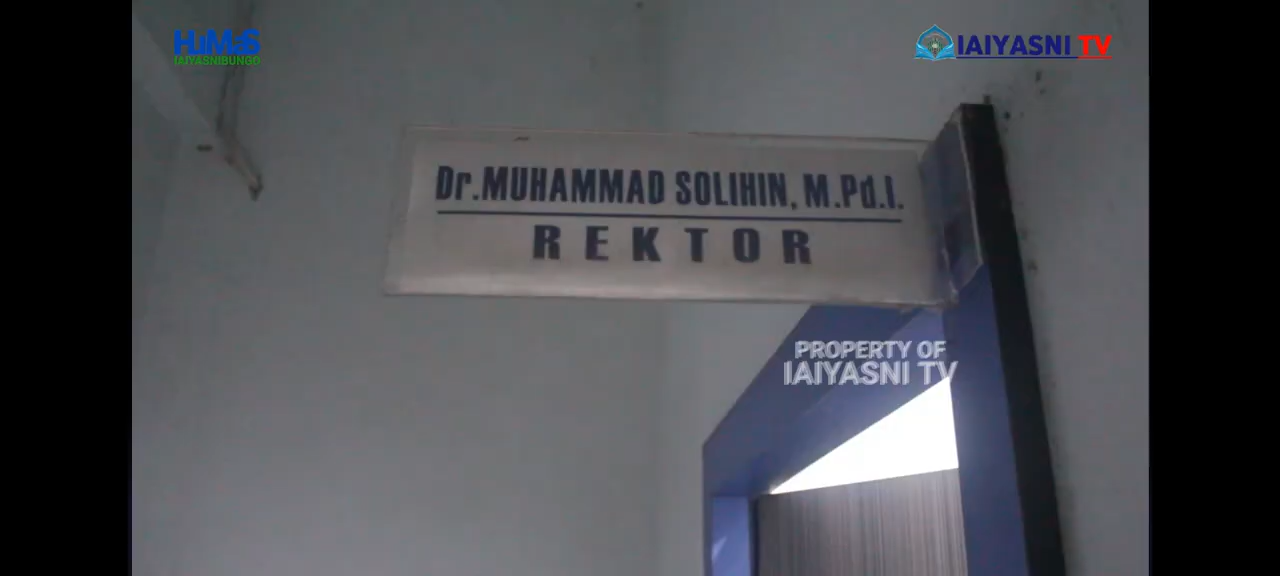 HuMaS
IAIYASNIBUNGO
IAIYASNI TV
Dr.MUHAMMAD SOLIHIN, M.Pd.I.
REKTOR
PROPERTY OF
IAIYASNI TV